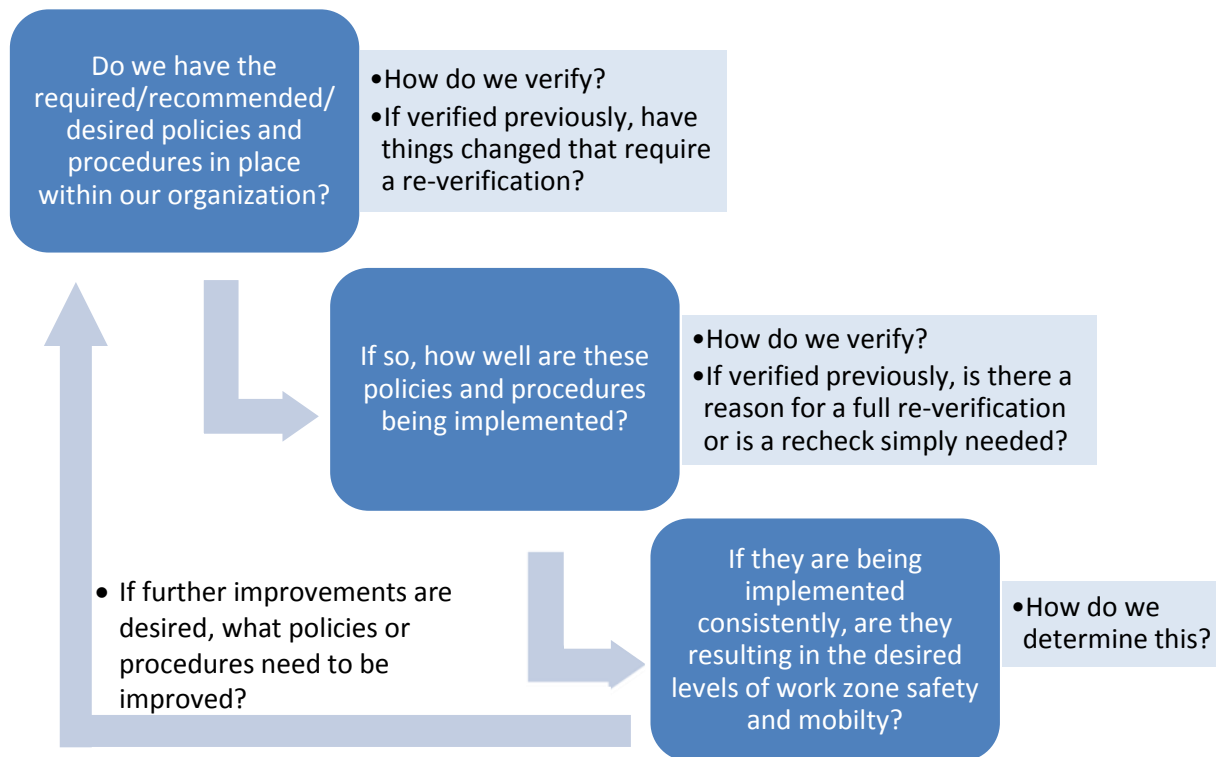 Do we have the
required/recommended/
desired policies and
procedures in place
within our organization?
•How do we verify?
•If verified previously, have
things changed that require
a re-verification?
If so, how well are these
policies and procedures
being implemented?
•How do we verify?
•If verified previously, is there a
reason for a full re-verification
or is a recheck simply needed?
If they are being
implemented
consistently, are they
resulting in the desired
levels of work zone safety
and mobilty?
•How do we
determine this?
• If further improvements are
desired, what policies or
procedures need to be
improved?